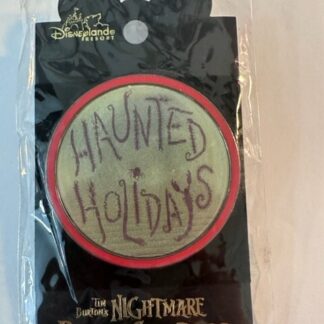 Disneyland®
RESORT
HAUNTED
HOLIDAYS
TIM
BURTON'S NIGHTMARE